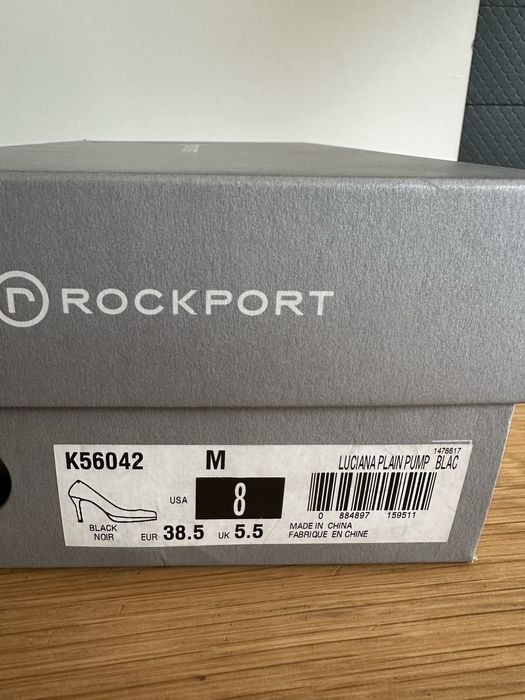 r ROCKPORT
K56042 M LUCIANA PLAIN PUMP BLAC
1476617
USA 8
BLACK
NOIR
EUR 38.5 UK 5.5
0 884897 159511
MADE IN CHINA
FABRIQUE EN CHINE